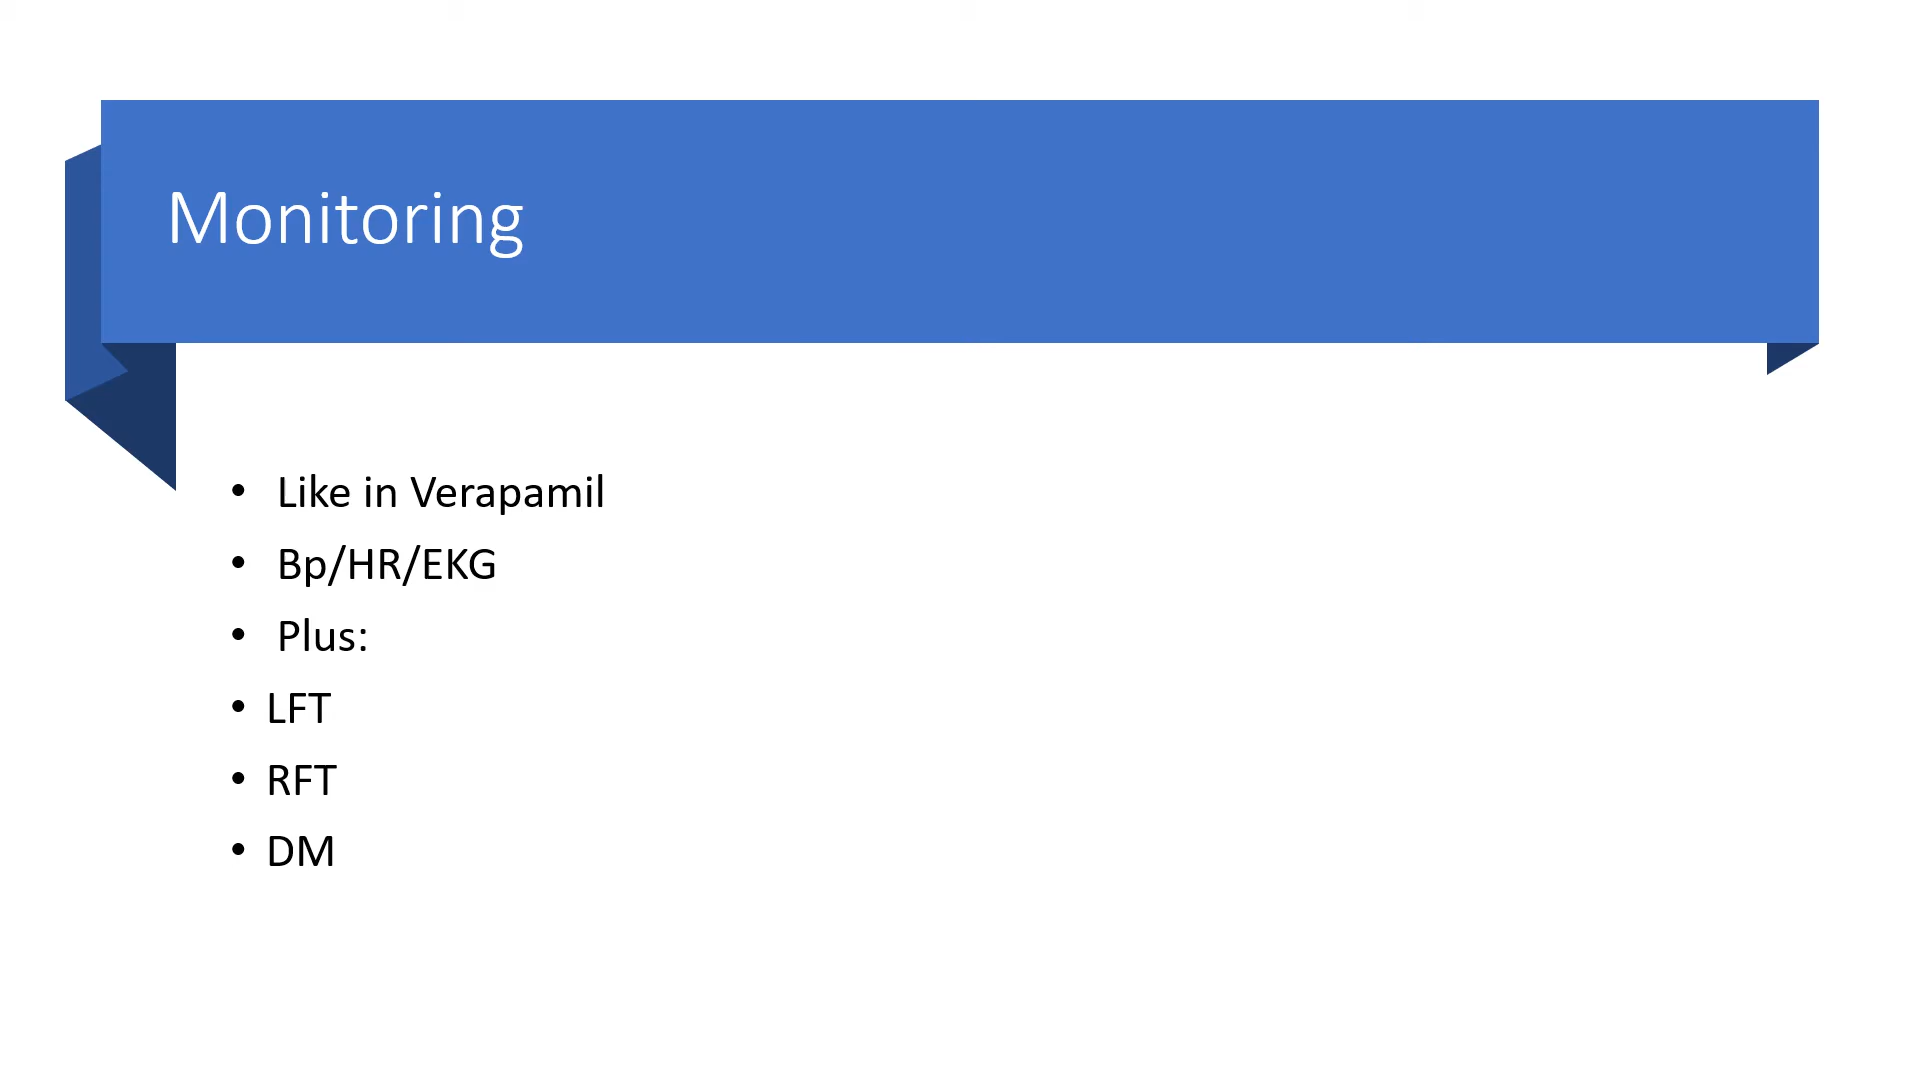 Monitoring
• Like in Verapamil
• Bp/HR/EKG
• Plus:
• LFT
• RFT
• DM